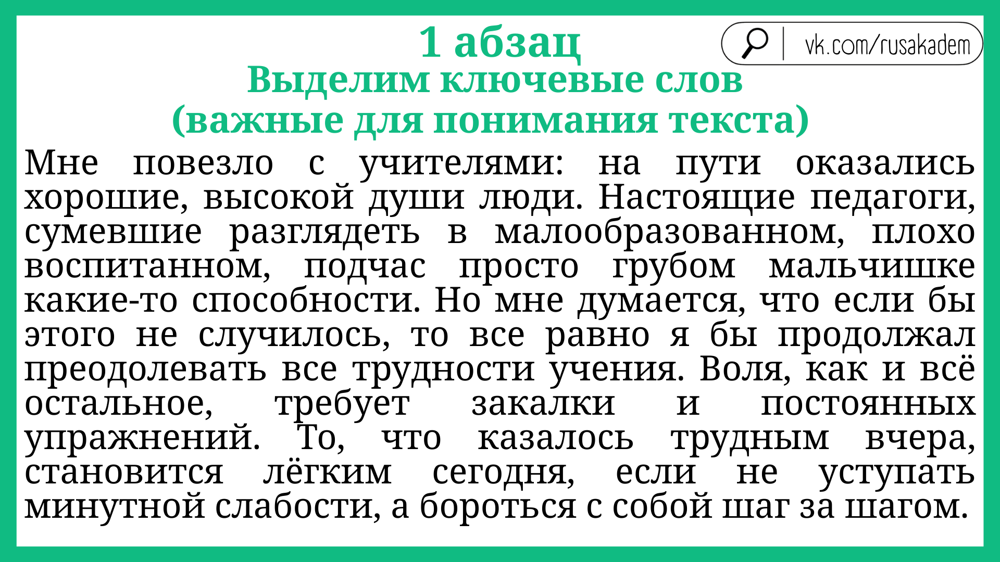 1 абзац
vk.com/rusakadem
Выделим ключевые слов
(важные для понимания текста)
Мне повезло с учителями: на пути оказались
хорошие, высокой души люди. Настоящие педагоги,
сумевшие разглядеть в малообразованном, плохо
воспитанном, подчас просто грубом мальчишке
какие-то способности. Но мне думается, что если бы
этого не случилось, то все равно я бы продолжал
преодолевать все трудности учения. Воля, как и всё
остальное, требует закалки и постоянных
упражнений. То, что казалось трудным вчера,
становится лёгким сегодня, если не уступать
минутной слабости, а бороться с собой шаг за шагом.